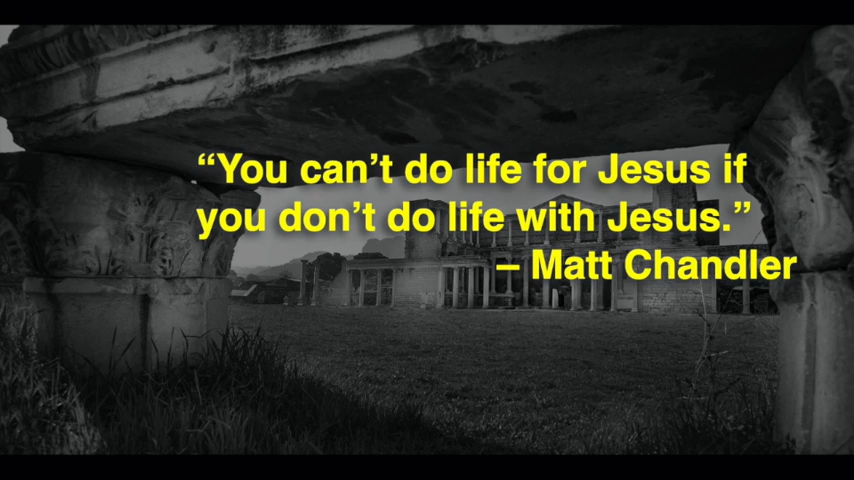 “You can’t do life for Jesus if
you don’t do life with Jesus.”
– Matt Chandler